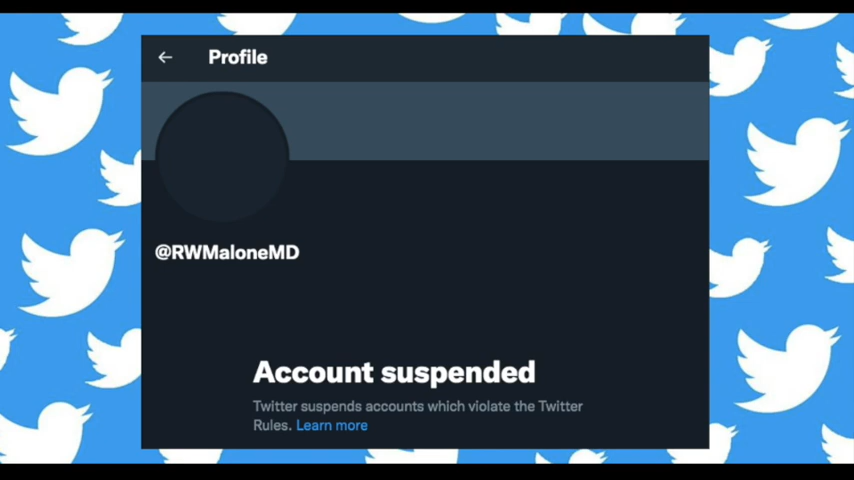 Profile
@RWMaloneMD
Account suspended
Twitter suspends accounts which violate the Twitter
Rules. Learn more